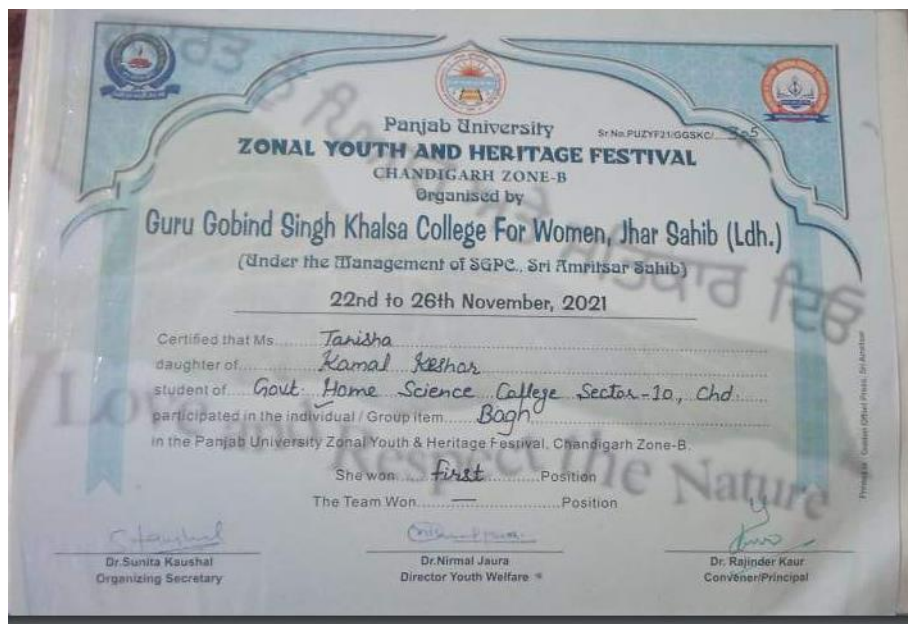 Panjab University
Sr.No.PUZYF21/GGSKC/ 305
ZONAL YOUTH AND HERITAGE FESTIVAL
CHANDIGARH ZONE-B
Organised by
Guru Gobind Singh Khalsa College For Women, Jhar Sahib (Ldh.)
(Under the Management of SGPC., Sri Amritsar Sahib)
22nd to 26th November, 2021
Certified that Ms. Tanisha
daughter of Kamal Keshar
student of Govt. Home Science College Sector-10, Chd.
participated in the individual / Group item Bagh
in the Panjab University Zonal Youth & Heritage Festival, Chandigarh Zone-B.
She won first Position
The Team Won — Position
Love and Respect the Nature
Dr.Sunita Kaushal
Organizing Secretary
Dr.Nirmal Jaura
Director Youth Welfare
Dr. Rajinder Kaur
Convener/Principal